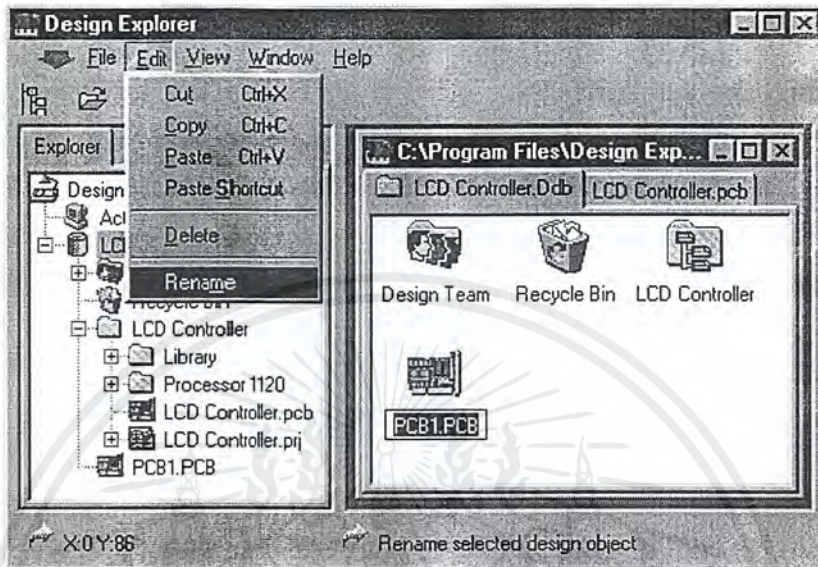 Design Explorer
File Edit View Window Help
Cut Ctrl+X
Copy Ctrl+C
Paste Ctrl+V
Paste Shortcut
Delete
Rename
Explorer
Design
LCD Controller
Library
Processor 1120
LCD Controller.pcb
LCD Controller.prj
PCB1.PCB
C:\Program Files\Design Exp...
LCD Controller.Ddb LCD Controller.pcb
Design Team Recycle Bin LCD Controller
PCB1.PCB
X:0 Y:86 Rename selected design object